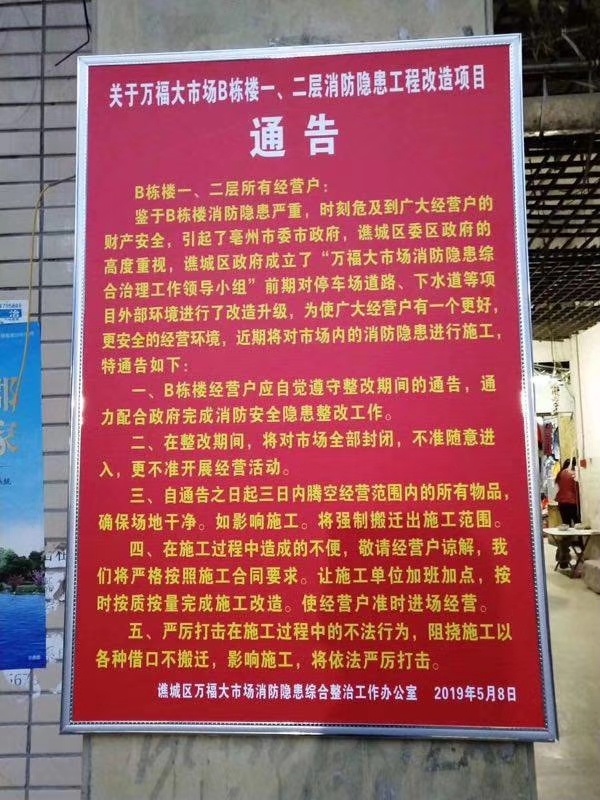 关于万福大市场B栋楼一、二层消防隐患工程改造项目
通告
B栋楼一、二层所有经营户：
鉴于B栋楼消防隐患严重，时刻危及到广大经营户的
财产安全，引起了亳州市委市政府，谯城区委区政府的
高度重视，谯城区政府成立了“万福大市场消防隐患综
合治理工作领导小组”前期对停车场道路、下水道等项
目外部环境进行了改造升级，为使广大经营户有一个更好，
更安全的经营环境，近期将对市场内的消防隐患进行施工，
特通告如下：
一、B栋楼经营户应自觉遵守整改期间的通告，通
力配合政府完成消防安全隐患整改工作。
二、在整改期间，将对市场全部封闭，不准随意进
入，更不准开展经营活动。
三、自通告之日起三日内腾空经营范围内的所有物品，
确保场地干净。如影响施工。将强制搬迁出施工范围。
四、在施工过程中造成的不便，敬请经营户谅解，我
们将严格按照施工合同要求。让施工单位加班加点，按
时按质按量完成施工改造。使经营户准时进场经营。
五、严厉打击在施工过程中的不法行为，阻挠施工以
各种借口不搬迁，影响施工，将依法严厉打击。
谯城区万福大市场消防隐患综合整治工作办公室 2019年5月8日